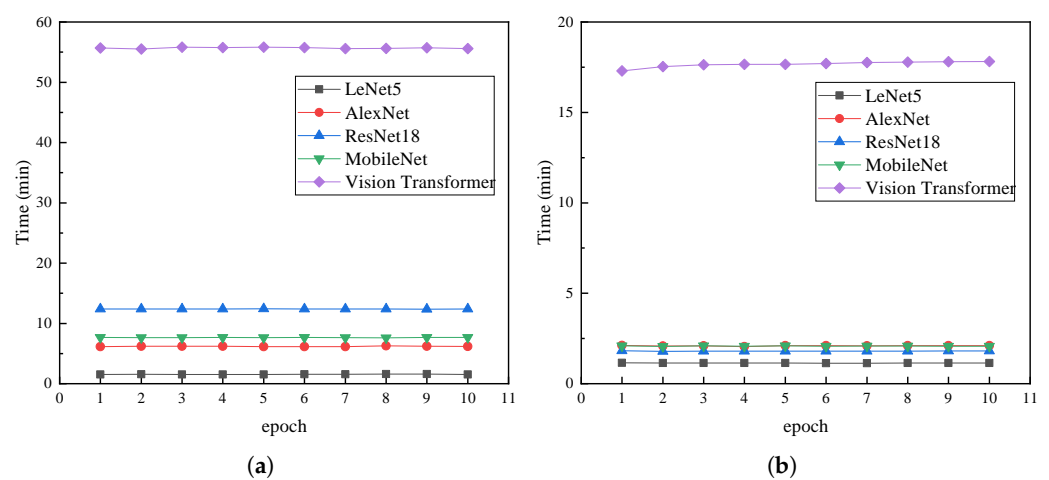 60
50
40
30
20
10
0
Time (min)
LeNet5
AlexNet
ResNet18
MobileNet
Vision Transformer
0 1 2 3 4 5 6 7 8 9 10 11
epoch
(a)
20
15
10
5
0
Time (min)
LeNet5
AlexNet
ResNet18
MobileNet
Vision Transformer
0 1 2 3 4 5 6 7 8 9 10 11
epoch
(b)